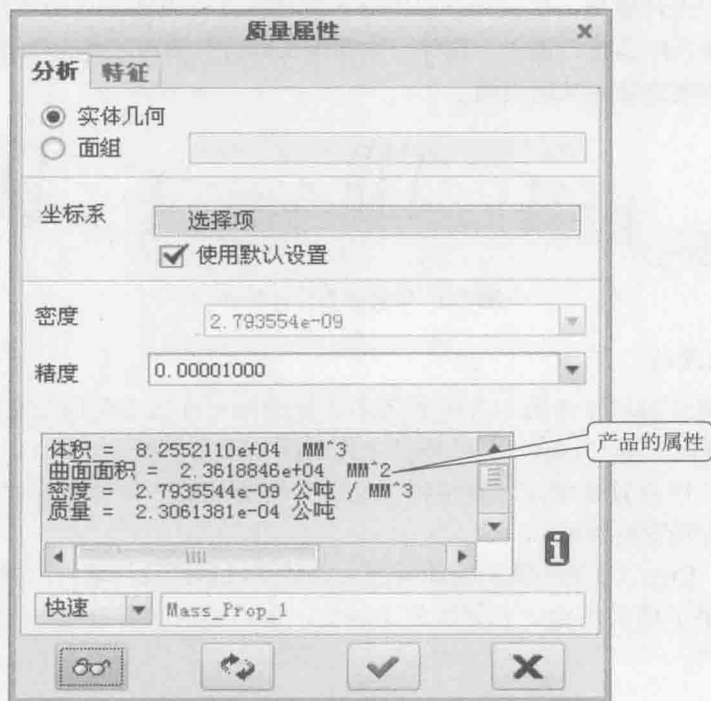 质量属性
分析 特征
实体几何
面组
坐标系 选择项
使用默认设置
密度 2.793554e-09
精度 0.00001000
体积 = 8.2552110e+04 MM^3
曲面面积 = 2.3618846e+04 MM^2
产品的属性
密度 = 2.7935544e-09 公吨 / MM^3
质量 = 2.3061381e-04 公吨
快速 Mass_Prop_1